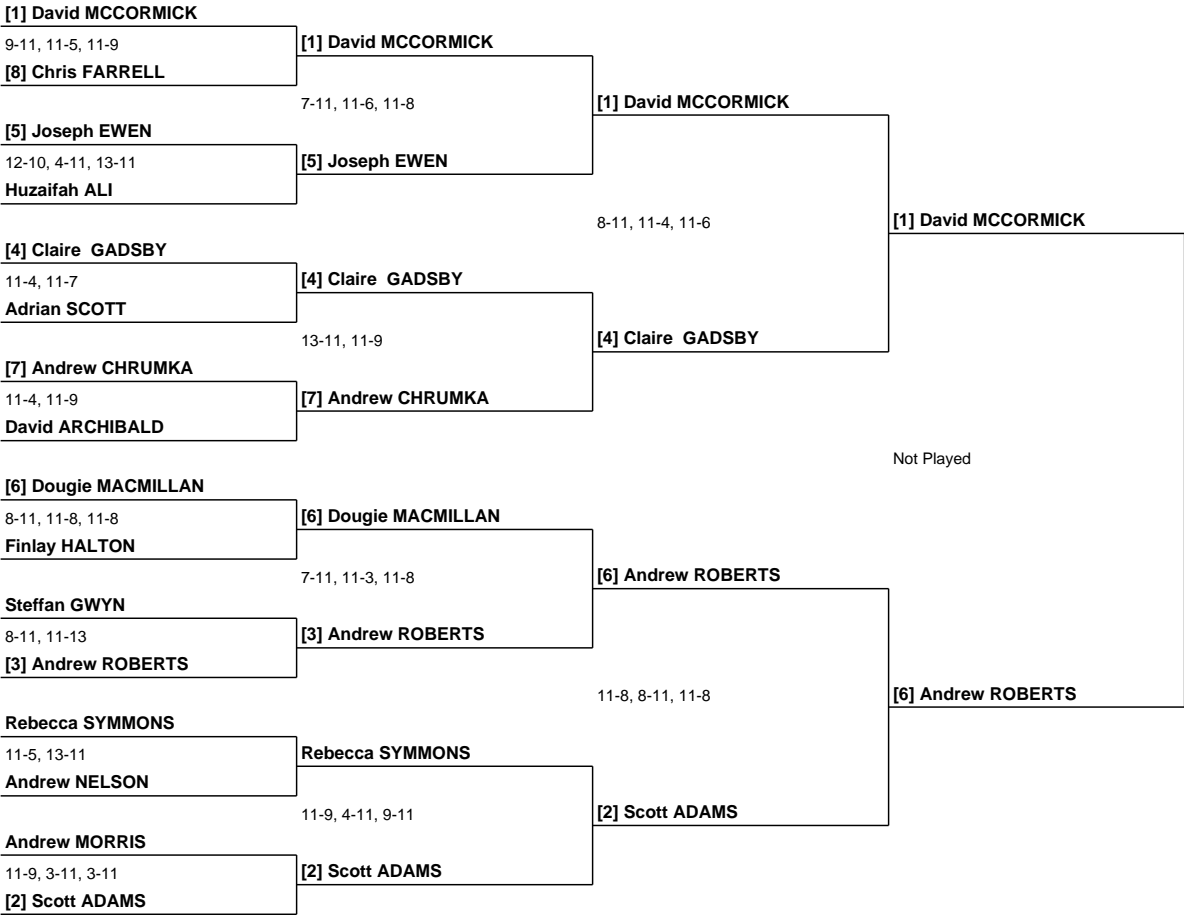 [1] David MCCORMICK
9-11, 11-5, 11-9
[1] David MCCORMICK
[8] Chris FARRELL
7-11, 11-6, 11-8
[1] David MCCORMICK
[5] Joseph EWEN
12-10, 4-11, 13-11
[5] Joseph EWEN
Huzaifah ALI
8-11, 11-4, 11-6
[1] David MCCORMICK
[4] Claire  GADSBY
11-4, 11-7
[4] Claire  GADSBY
Adrian SCOTT
13-11, 11-9
[4] Claire  GADSBY
[7] Andrew CHRUMKA
11-4, 11-9
[7] Andrew CHRUMKA
David ARCHIBALD
Not Played
[6] Dougie MACMILLAN
8-11, 11-8, 11-8
[6] Dougie MACMILLAN
Finlay HALTON
7-11, 11-3, 11-8
[6] Andrew ROBERTS
Steffan GWYN
8-11, 11-13
[3] Andrew ROBERTS
[3] Andrew ROBERTS
11-8, 8-11, 11-8
[6] Andrew ROBERTS
Rebecca SYMMONS
11-5, 13-11
Rebecca SYMMONS
Andrew NELSON
11-9, 4-11, 9-11
[2] Scott ADAMS
Andrew MORRIS
11-9, 3-11, 3-11
[2] Scott ADAMS
[2] Scott ADAMS